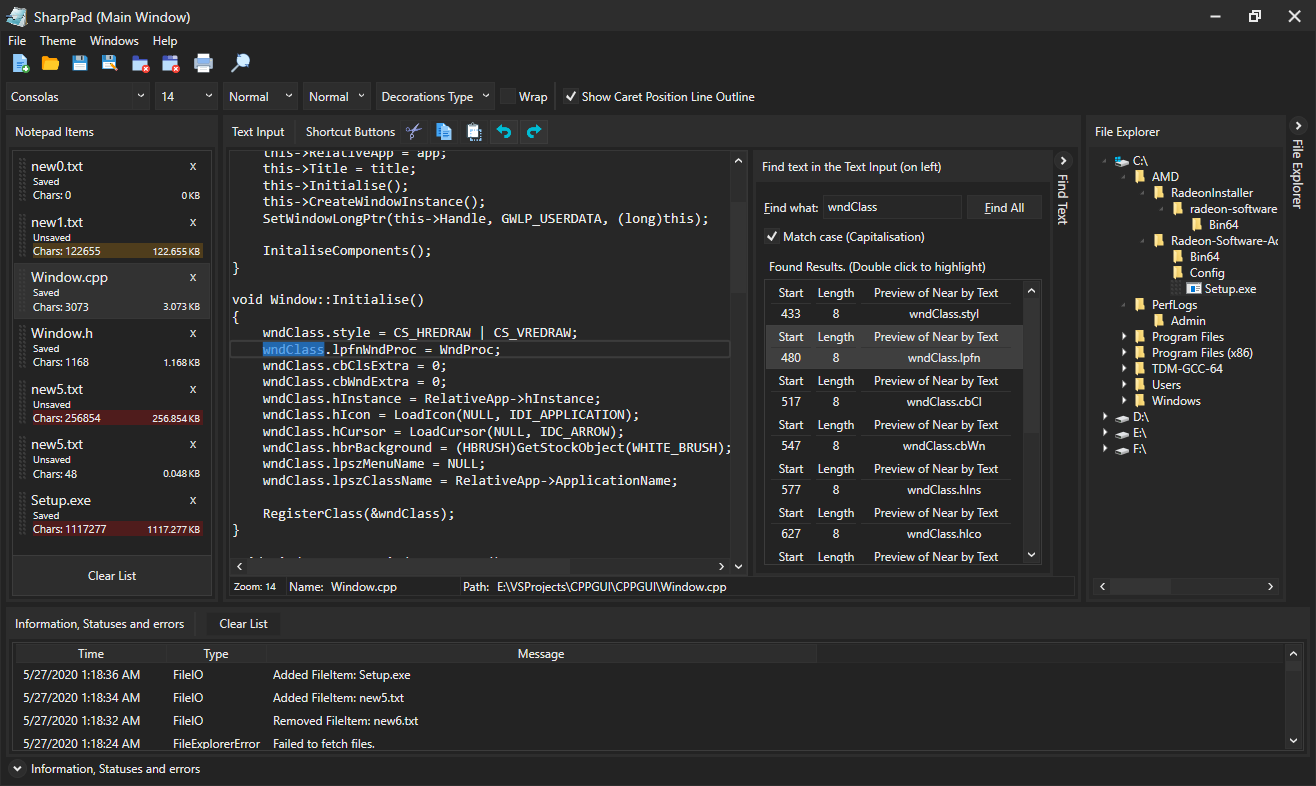 SharpPad (Main Window)
File Theme Windows Help
Consolas 14 Normal Normal Decorations Type Wrap Show Caret Position Line Outline
Notepad Items
new0.txt x
Saved
Chars: 0 0 KB
new1.txt x
Unsaved
Chars: 122655 122.655 KB
Window.cpp x
Saved
Chars: 3073 3.073 KB
Window.h x
Saved
Chars: 1168 1.168 KB
new5.txt x
Unsaved
Chars: 256854 256.854 KB
new5.txt x
Unsaved
Chars: 48 0.048 KB
Setup.exe x
Saved
Chars: 1117277 1117.277 KB
Clear List
Text Input Shortcut Buttons
this->RelativeApp = app;
this->Title = title;
this->Initialise();
this->CreateWindowInstance();
SetWindowLongPtr(this->Handle, GWLP_USERDATA, (long)this);
InitaliseComponents();
}
void Window::Initialise()
{
wndClass.style = CS_HREDRAW | CS_VREDRAW;
wndClass.lpfnWndProc = WndProc;
wndClass.cbClsExtra = 0;
wndClass.cbWndExtra = 0;
wndClass.hInstance = RelativeApp->hInstance;
wndClass.hIcon = LoadIcon(NULL, IDI_APPLICATION);
wndClass.hCursor = LoadCursor(NULL, IDC_ARROW);
wndClass.hbrBackground = (HBRUSH)GetStockObject(WHITE_BRUSH);
wndClass.lpszMenuName = NULL;
wndClass.lpszClassName = RelativeApp->ApplicationName;
RegisterClass(&wndClass);
}
Zoom: 14 Name: Window.cpp Path: E:\VSProjects\CPPGUI\CPPGUI\Window.cpp
Find text in the Text Input (on left)
Find what: wndClass Find All
Match case (Capitalisation)
Found Results. (Double click to highlight)
Start Length Preview of Near by Text
433 8 wndClass.styl
Start Length Preview of Near by Text
480 8 wndClass.lpfn
Start Length Preview of Near by Text
517 8 wndClass.cbCl
Start Length Preview of Near by Text
547 8 wndClass.cbWn
Start Length Preview of Near by Text
577 8 wndClass.hIns
Start Length Preview of Near by Text
627 8 wndClass.hIco
Start Length Preview of Near by Text
Find Text
File Explorer
C:\
AMD
RadeonInstaller
radeon-software
Bin64
Radeon-Software-Ad
Bin64
Config
Setup.exe
PerfLogs
Admin
Program Files
Program Files (x86)
TDM-GCC-64
Users
Windows
D:\
E:\
F:\
File Explorer
Information, Statuses and errors Clear List
Time Type Message
5/27/2020 1:18:36 AM FileIO Added FileItem: Setup.exe
5/27/2020 1:18:34 AM FileIO Added FileItem: new5.txt
5/27/2020 1:18:32 AM FileIO Removed FileItem: new6.txt
5/27/2020 1:18:24 AM FileExplorerError Failed to fetch files.
Information, Statuses and errors